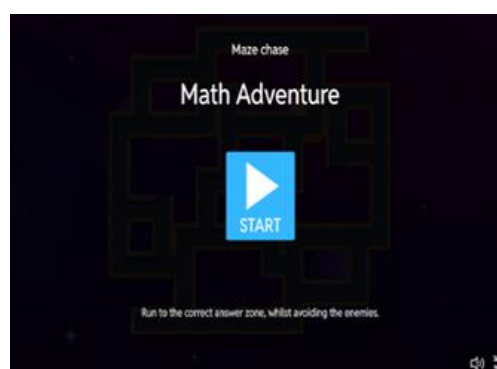 Maze chase
Math Adventure
START
Run to the correct answer zone, whilst avoiding the enemies.